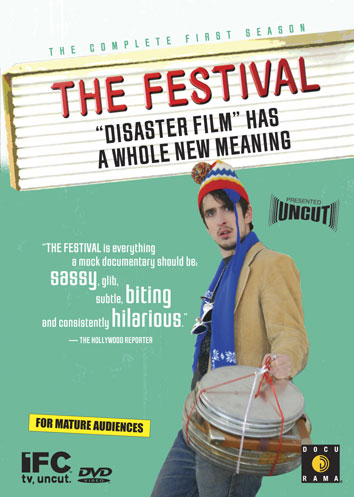 THE COMPLETE FIRST SEASON
THE FESTIVAL
“DISASTER FILM” HAS
A WHOLE NEW MEANING
PRESENTED
UNCUT
“THE FESTIVAL is everything
a mock documentary should be;
sassy, glib,
subtle, biting
and consistently hilarious.”
— THE HOLLYWOOD REPORTER
FOR MATURE AUDIENCES
iFC
tv, uncut.
DVD
VIDEO
DOCU
RAMA